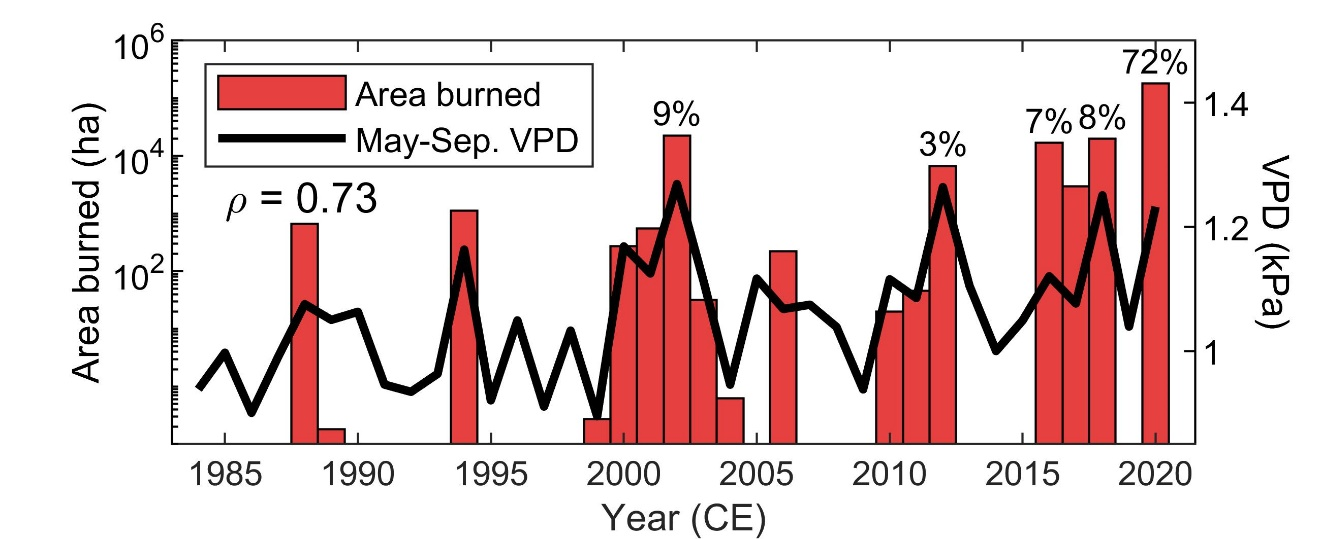 10^6
10^4
10^2
Area burned (ha)
Area burned
May-Sep. VPD
ρ = 0.73
9%
3%
7%
8%
72%
1.4
1.2
1
VPD (kPa)
1985 1990 1995 2000 2005 2010 2015 2020
Year (CE)